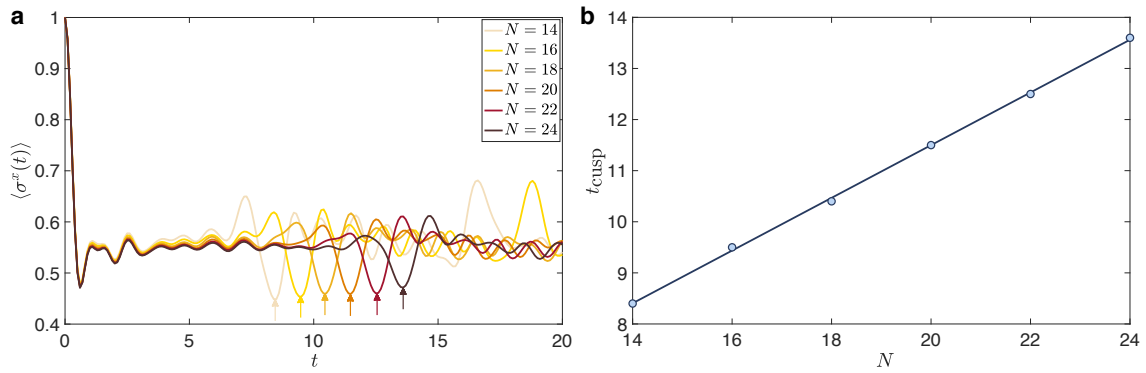 a
1
0.9
0.8
0.7
0.6
0.5
0.4
0
5
10
15
20
⟨σˣ(t)⟩
t
N = 14
N = 16
N = 18
N = 20
N = 22
N = 24
b
14
13
12
11
10
9
8
14
16
18
20
22
24
t_cusp
N